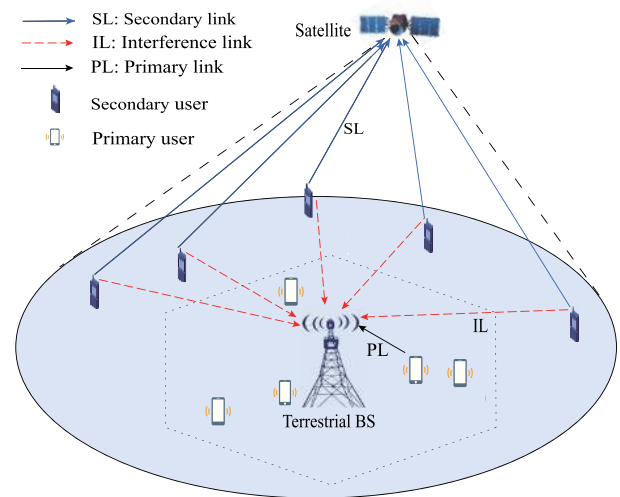 SL: Secondary link
IL: Interference link
PL: Primary link
Secondary user
Primary user
Satellite
SL
IL
PL
Terrestrial BS